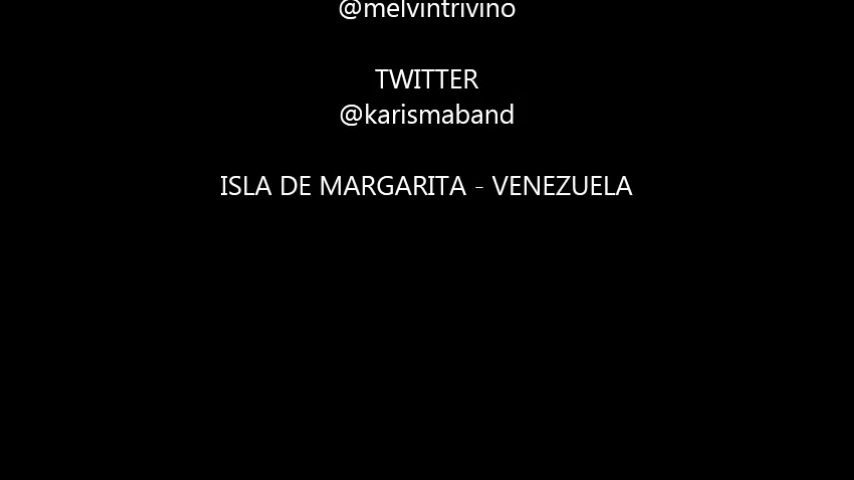 @melvintrivino
TWITTER
@karismaband
ISLA DE MARGARITA - VENEZUELA